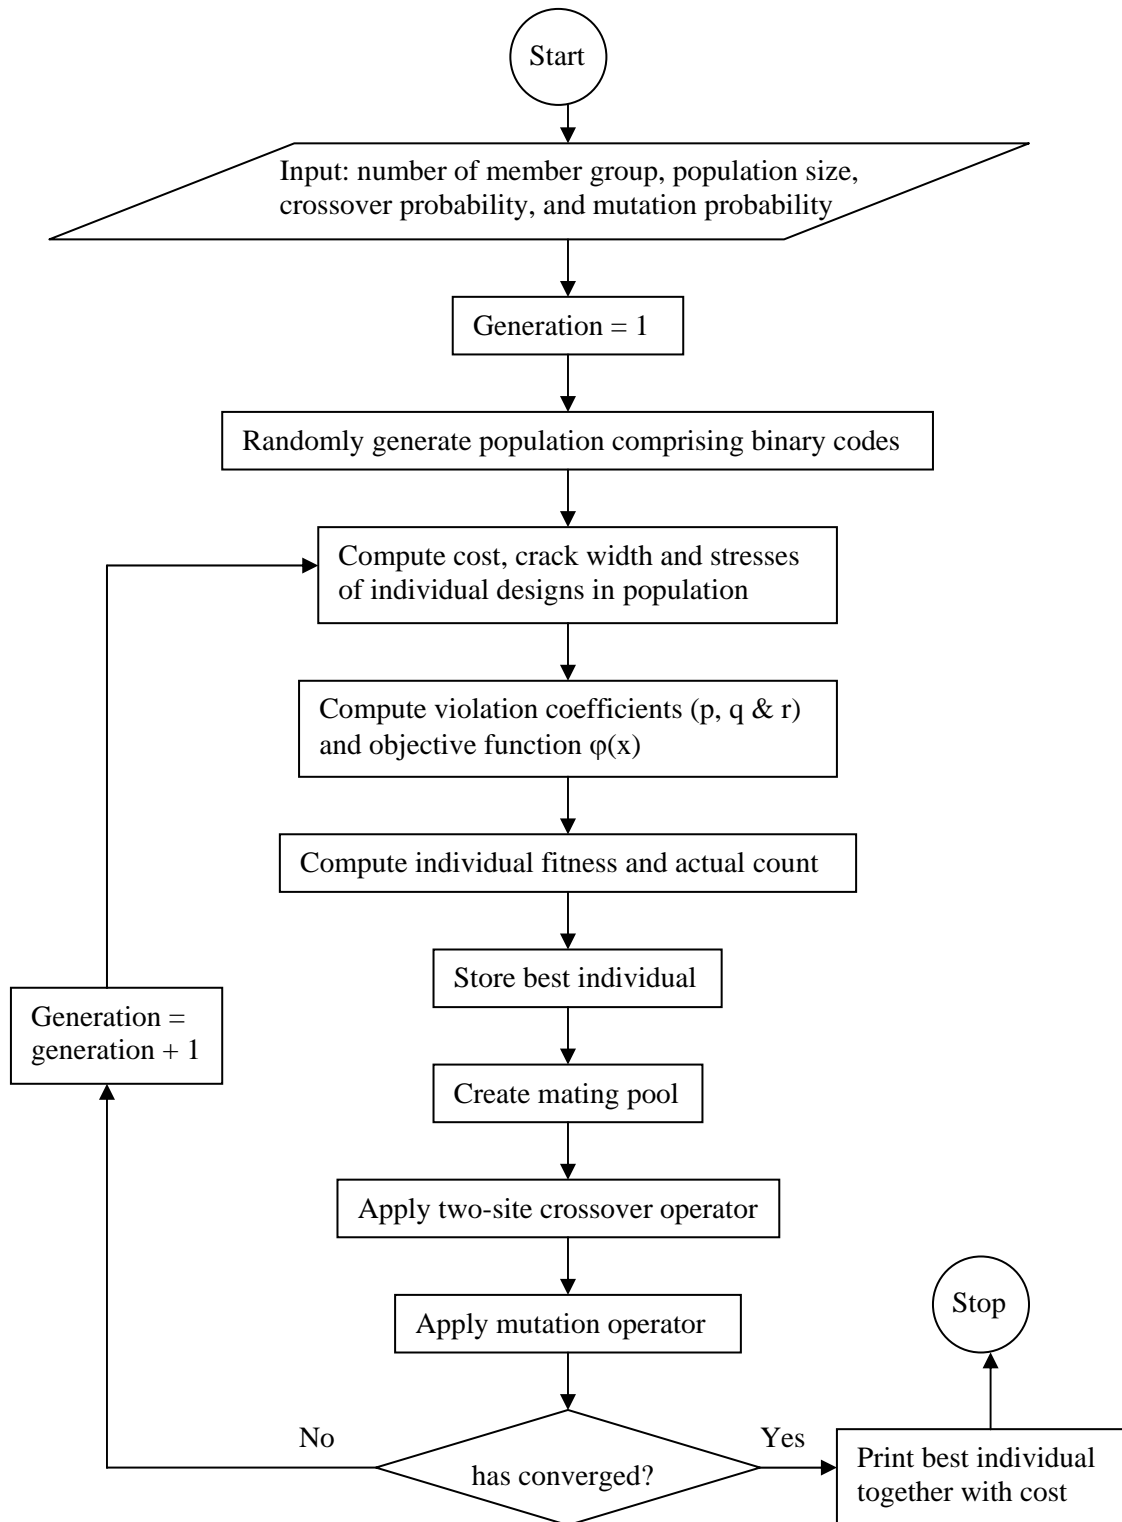 Start
Input: number of member group, population size,
crossover probability, and mutation probability
Generation = 1
Randomly generate population comprising binary codes
Compute cost, crack width and stresses
of individual designs in population
Compute violation coefficients (p, q & r)
and objective function φ(x)
Compute individual fitness and actual count
Store best individual
Generation =
generation + 1
Create mating pool
Apply two-site crossover operator
Apply mutation operator
Stop
No
Yes
has converged?
Print best individual
together with cost